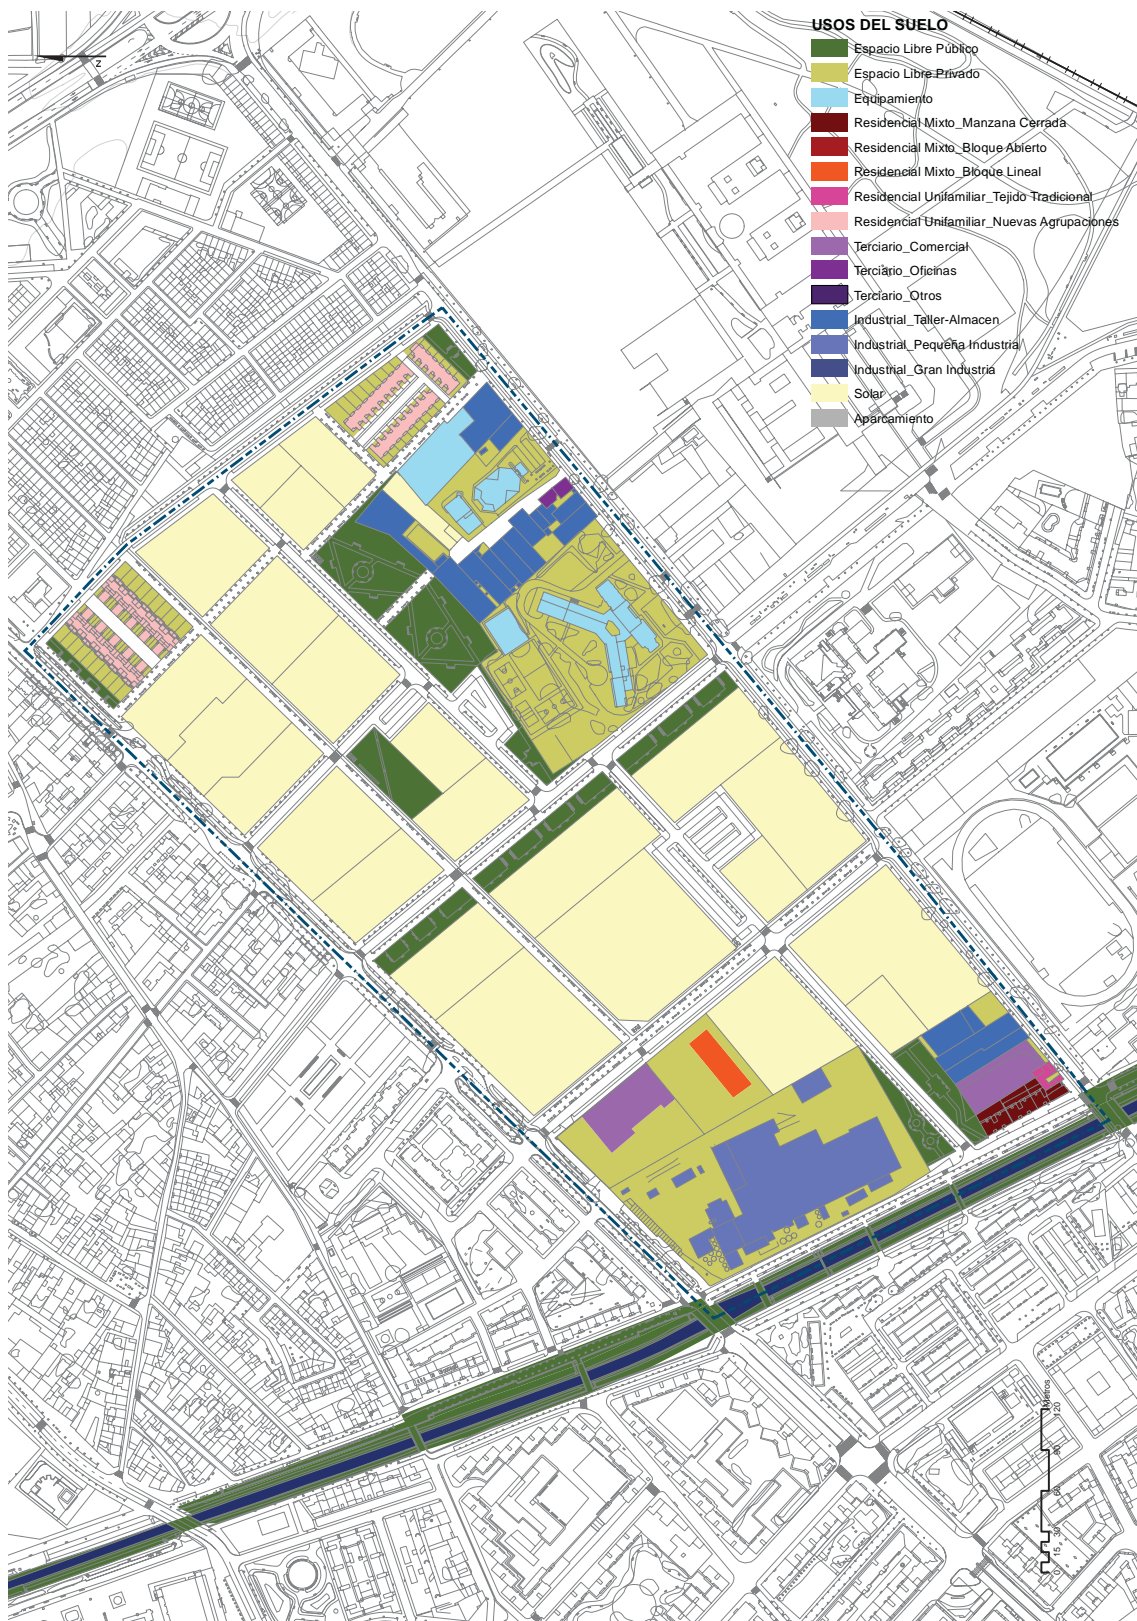 USOS DEL SUELO
Espacio Libre Público
Espacio Libre Privado
Equipamiento
Residencial Mixto_Manzana Cerrada
Residencial Mixto_Bloque Abierto
Residencial Mixto_Bloque Lineal
Residencial Unifamiliar_Tejido Tradicional
Residencial Unifamiliar_Nuevas Agrupaciones
Terciario_Comercial
Terciario_Oficinas
Terciario_Otros
Industrial_Taller-Almacen
Industrial_Pequeña Industria
Industrial_Gran Industria
Solar
Aparcamiento
N
0 15 30 60 90 120
Metros